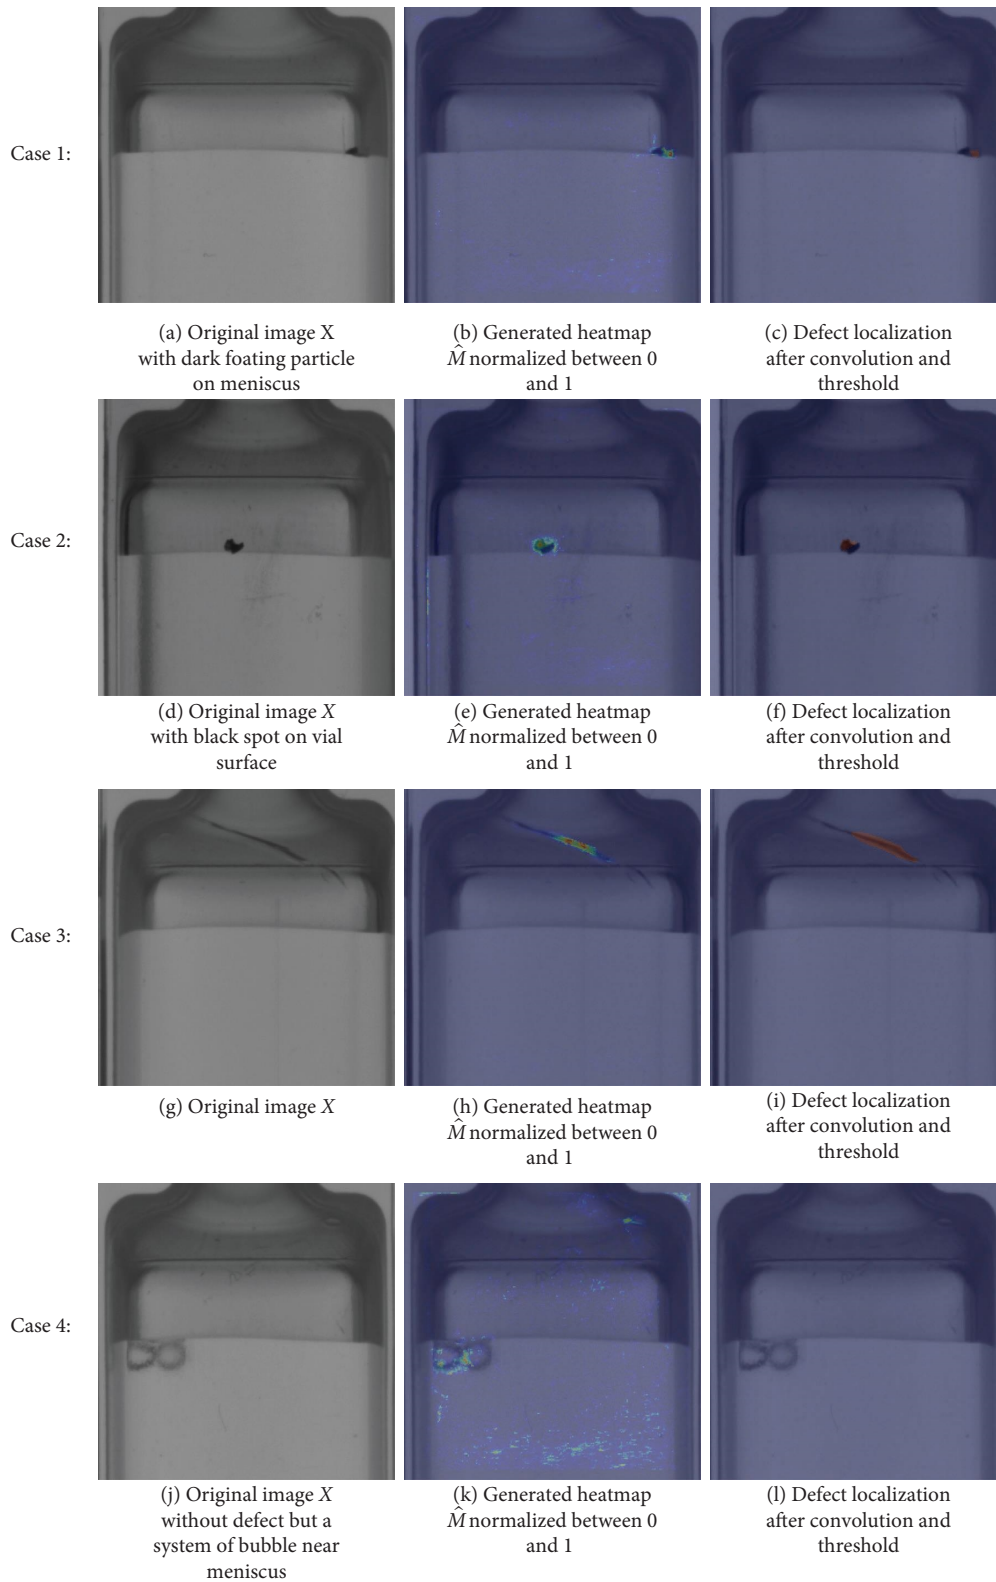 Case 1:
(a) Original image X
with dark foating particle
on meniscus
(b) Generated heatmap
M̂ normalized between 0
and 1
(c) Defect localization
after convolution and
threshold
Case 2:
(d) Original image X
with black spot on vial
surface
(e) Generated heatmap
M̂ normalized between 0
and 1
(f) Defect localization
after convolution and
threshold
Case 3:
(g) Original image X
(h) Generated heatmap
M̂ normalized between 0
and 1
(i) Defect localization
after convolution and
threshold
Case 4:
(j) Original image X
without defect but a
system of bubble near
meniscus
(k) Generated heatmap
M̂ normalized between 0
and 1
(l) Defect localization
after convolution and
threshold